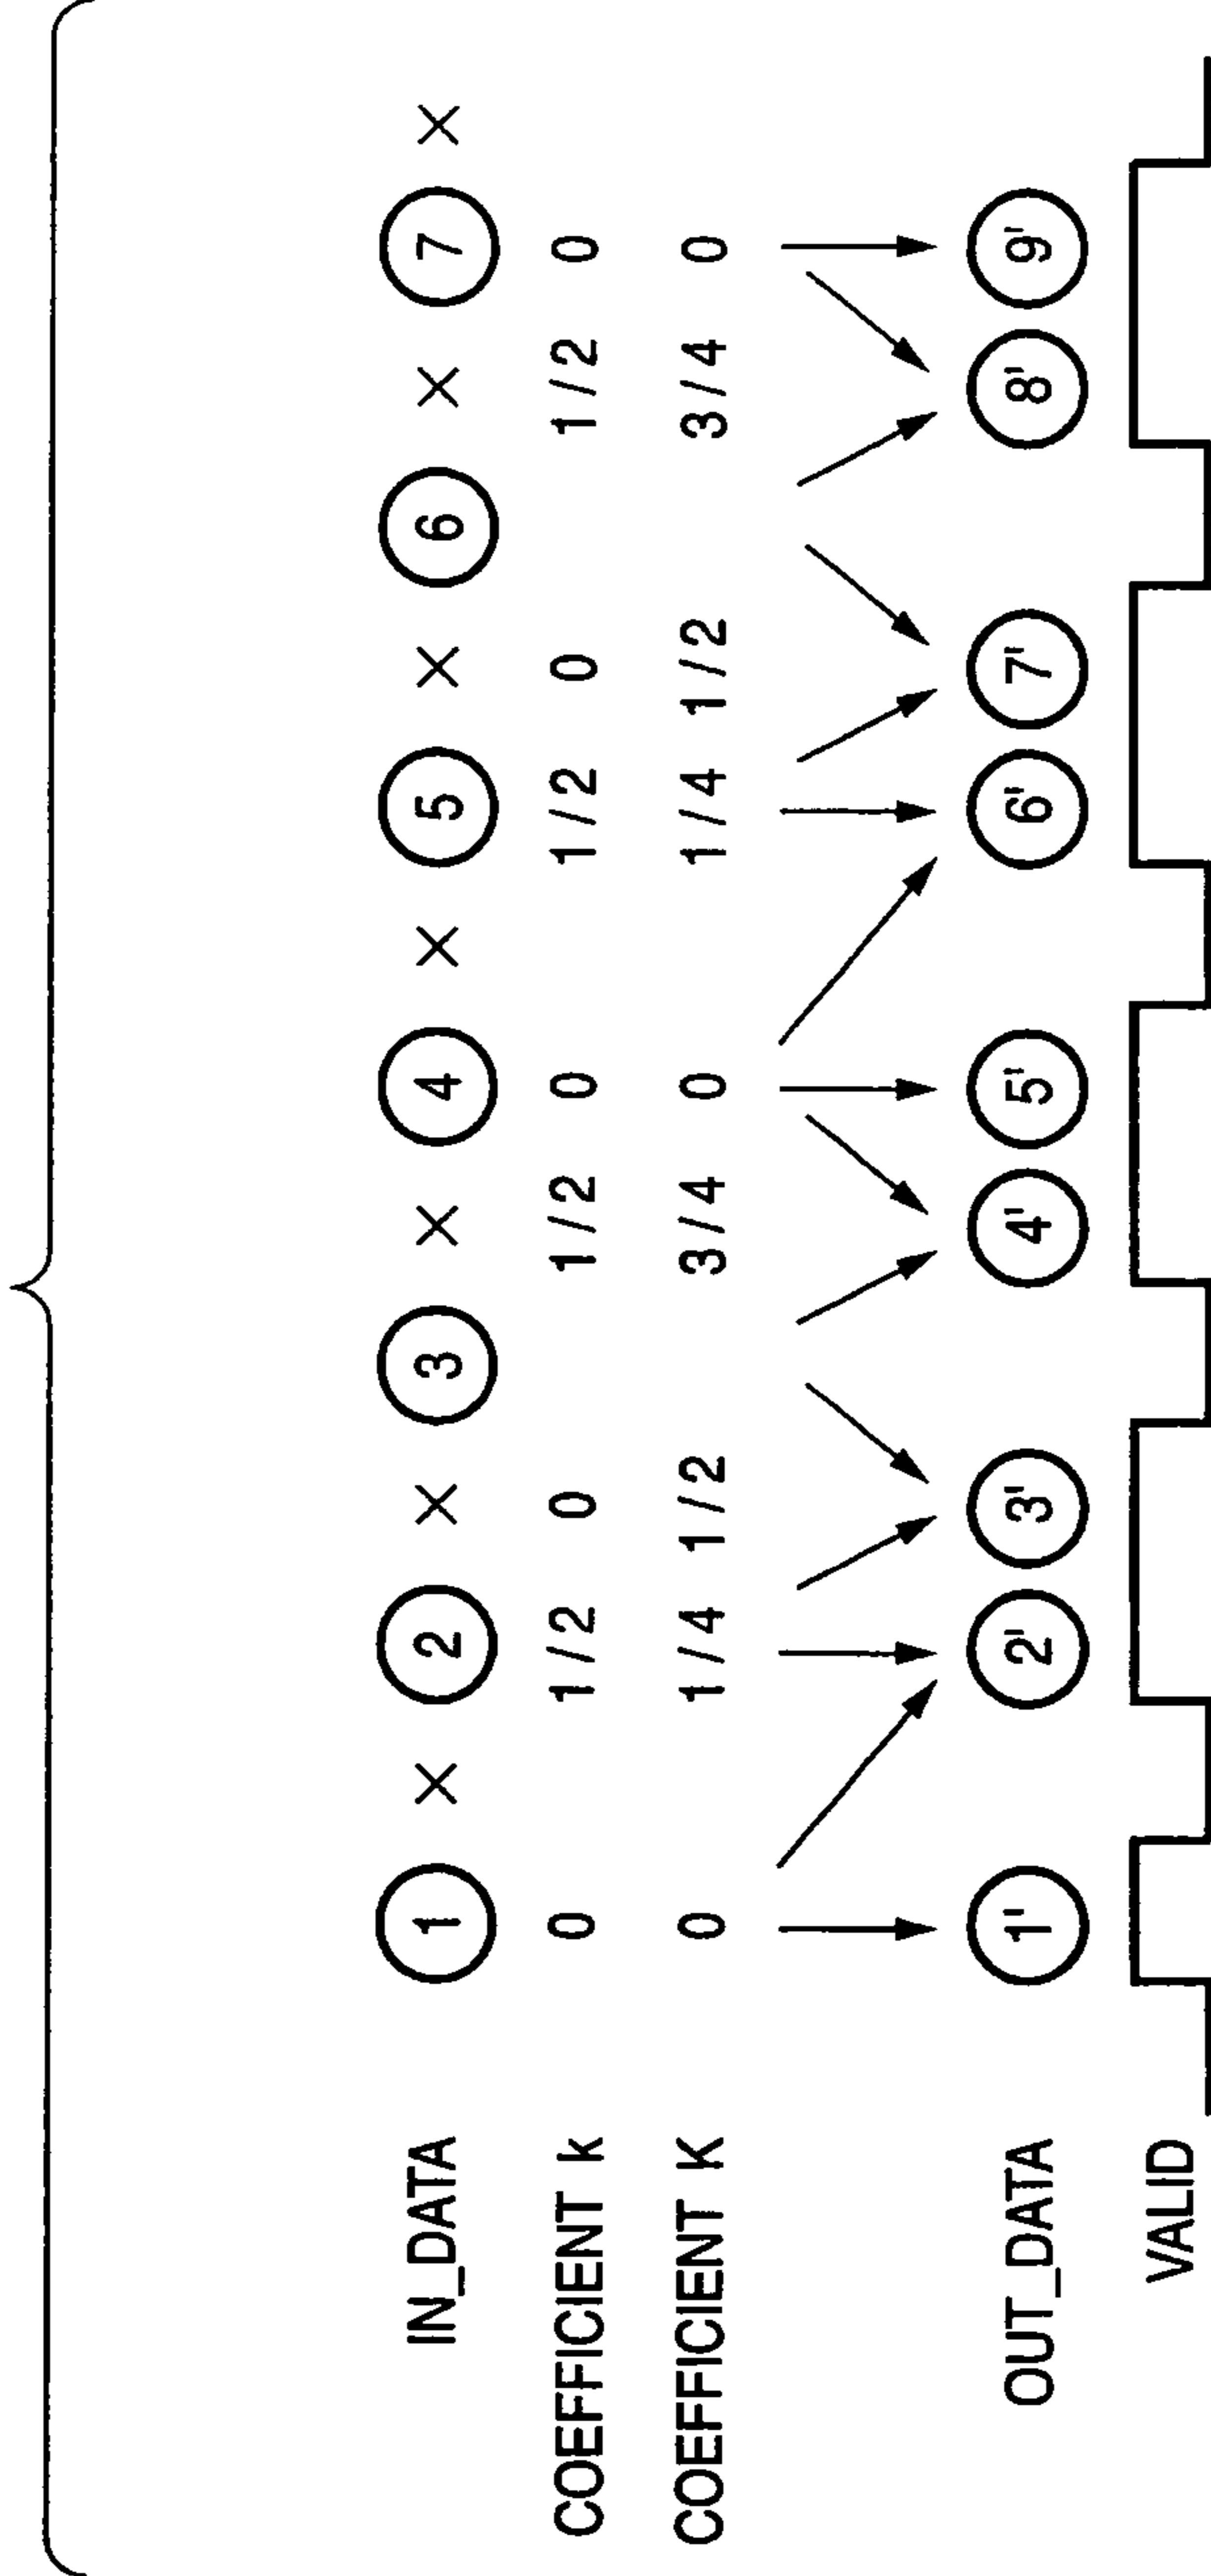 IN_DATA 1 × 2 × 3 × 4 × 5 × 6 × 7 ×
COEFFICIENT k 0 1/2 0 1/2 0 1/2 0 1/2 0
COEFFICIENT K 0 1/4 1/2 3/4 0 1/4 1/2 3/4 0
OUT_DATA 1' 2' 3' 4' 5' 6' 7' 8' 9'
VALID